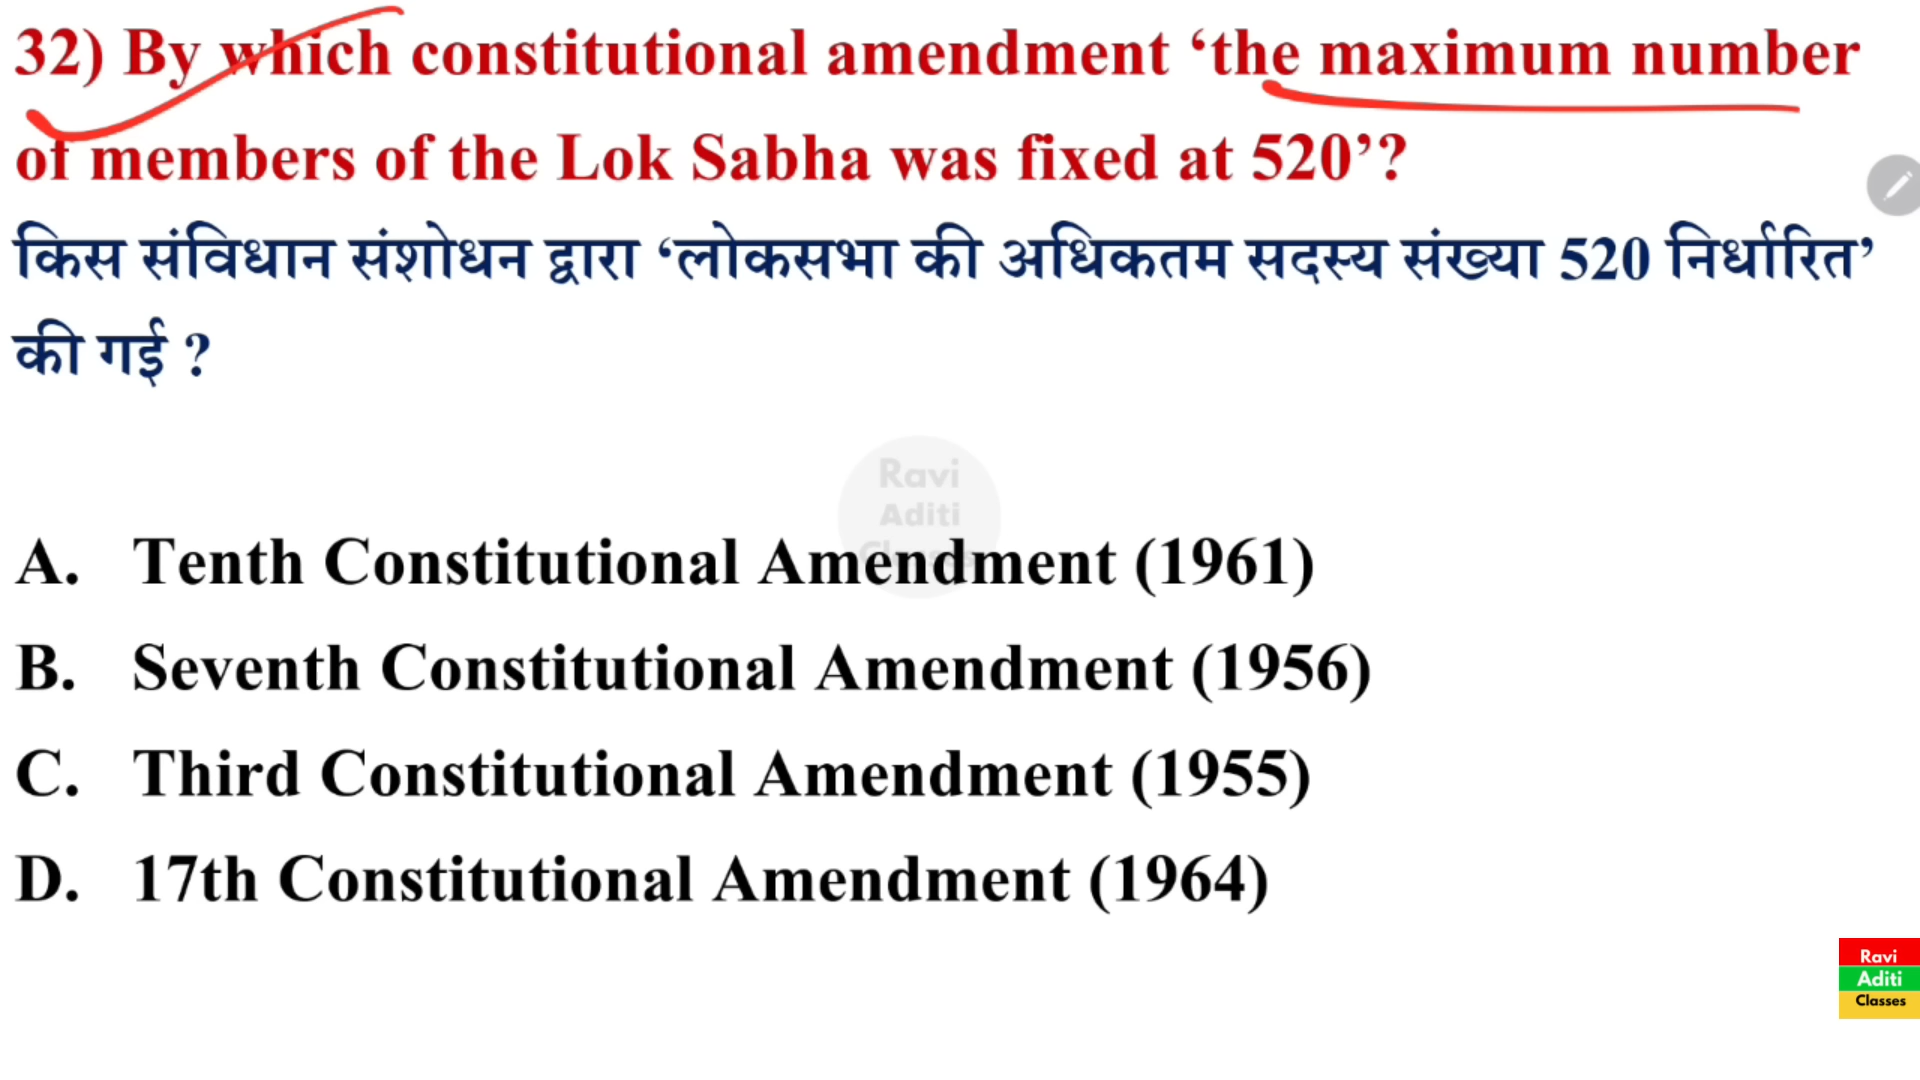 32) By which constitutional amendment ‘the maximum number
of members of the Lok Sabha was fixed at 520’?
किस संविधान संशोधन द्वारा ‘लोकसभा की अधिकतम सदस्य संख्या 520 निर्धारित’
की गई ?
Ravi
Aditi
Classes
A. Tenth Constitutional Amendment (1961)
B. Seventh Constitutional Amendment (1956)
C. Third Constitutional Amendment (1955)
D. 17th Constitutional Amendment (1964)
Ravi
Aditi
Classes